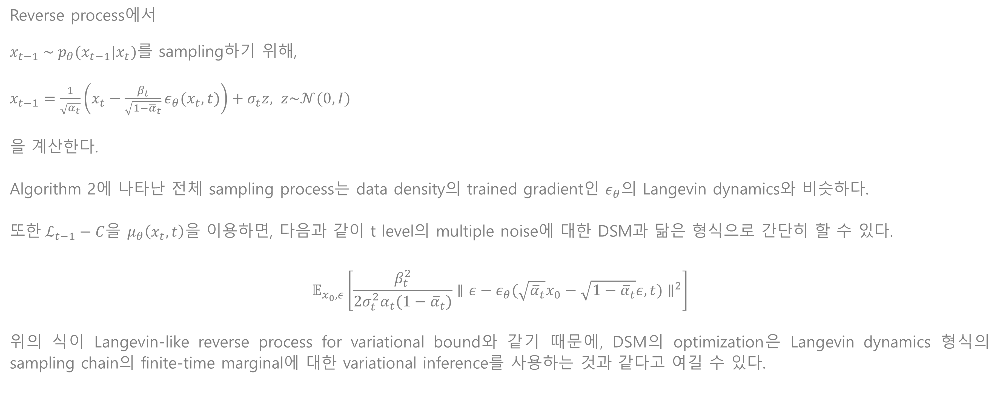 Reverse process에서
$x_{t-1} \sim p_\theta(x_{t-1}|x_t)$를 sampling하기 위해,
$x_{t-1} = \frac{1}{\sqrt{\alpha_t}}\left(x_t - \frac{\beta_t}{\sqrt{1-\bar{\alpha}_t}}\epsilon_\theta(x_t, t)\right) + \sigma_t z, \ z \sim \mathcal{N}(0, I)$
을 계산한다.
Algorithm 2에 나타난 전체 sampling process는 data density의 trained gradient인 $\epsilon_\theta$의 Langevin dynamics와 비슷하다.
또한 $\mathcal{L}_{t-1} - C$을 $\mu_\theta(x_t, t)$을 이용하면, 다음과 같이 t level의 multiple noise에 대한 DSM과 닮은 형식으로 간단히 할 수 있다.
$\mathbb{E}_{x_0,\epsilon}\left[\frac{\beta_t^2}{2\sigma_t^2 \alpha_t(1-\bar{\alpha}_t)} \parallel \epsilon - \epsilon_\theta(\sqrt{\bar{\alpha}_t}x_0 - \sqrt{1-\bar{\alpha}_t}\epsilon, t) \parallel^2\right]$
위의 식이 Langevin-like reverse process for variational bound와 같기 때문에, DSM의 optimization은 Langevin dynamics 형식의
sampling chain의 finite-time marginal에 대한 variational inference를 사용하는 것과 같다고 여길 수 있다.